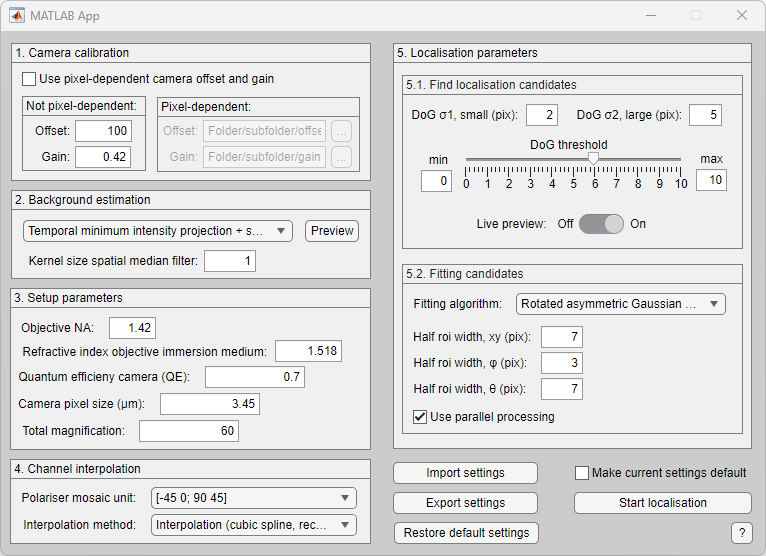 MATLAB App
1. Camera calibration
Use pixel-dependent camera offset and gain
Not pixel-dependent:
Offset: 100
Gain: 0.42
Pixel-dependent:
Offset: Folder/subfolder/offse ...
Gain: Folder/subfolder/gain ...
2. Background estimation
Temporal minimum intensity projection + s... Preview
Kernel size spatial median filter: 1
3. Setup parameters
Objective NA: 1.42
Refractive index objective immersion medium: 1.518
Quantum efficieny camera (QE): 0.7
Camera pixel size (μm): 3.45
Total magnification: 60
4. Channel interpolation
Polariser mosaic unit: [-45 0; 90 45]
Interpolation method: Interpolation (cubic spline, rec...
5. Localisation parameters
5.1. Find localisation candidates
DoG σ1, small (pix): 2 DoG σ2, large (pix): 5
DoG threshold
min max
0 1 2 3 4 5 6 7 8 9 10
0 10
Live preview: Off On
5.2. Fitting candidates
Fitting algorithm: Rotated asymmetric Gaussian ...
Half roi width, xy (pix): 7
Half roi width, φ (pix): 3
Half roi width, θ (pix): 7
Use parallel processing
Import settings Make current settings default
Export settings Start localisation
Restore default settings ?